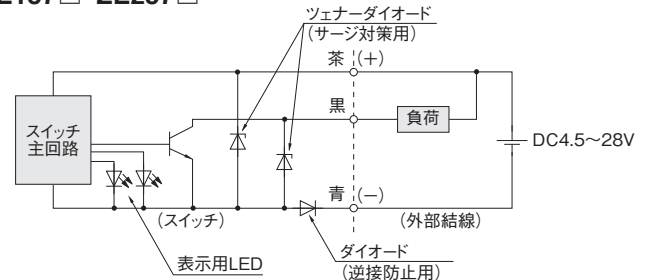 ツェナーダイオード
(サージ対策用)
茶 (+)
黒
負荷
スイッチ
主回路
DC4.5～28V
青 (−)
(スイッチ)
(外部結線)
表示用LED
ダイオード
(逆接防止用)